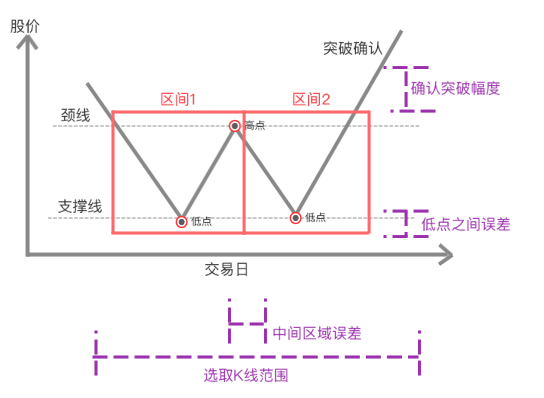 股价
突破确认
确认突破幅度
区间1
区间2
颈线
高点
支撑线
低点
低点
低点之间误差
交易日
中间区域误差
选取K线范围